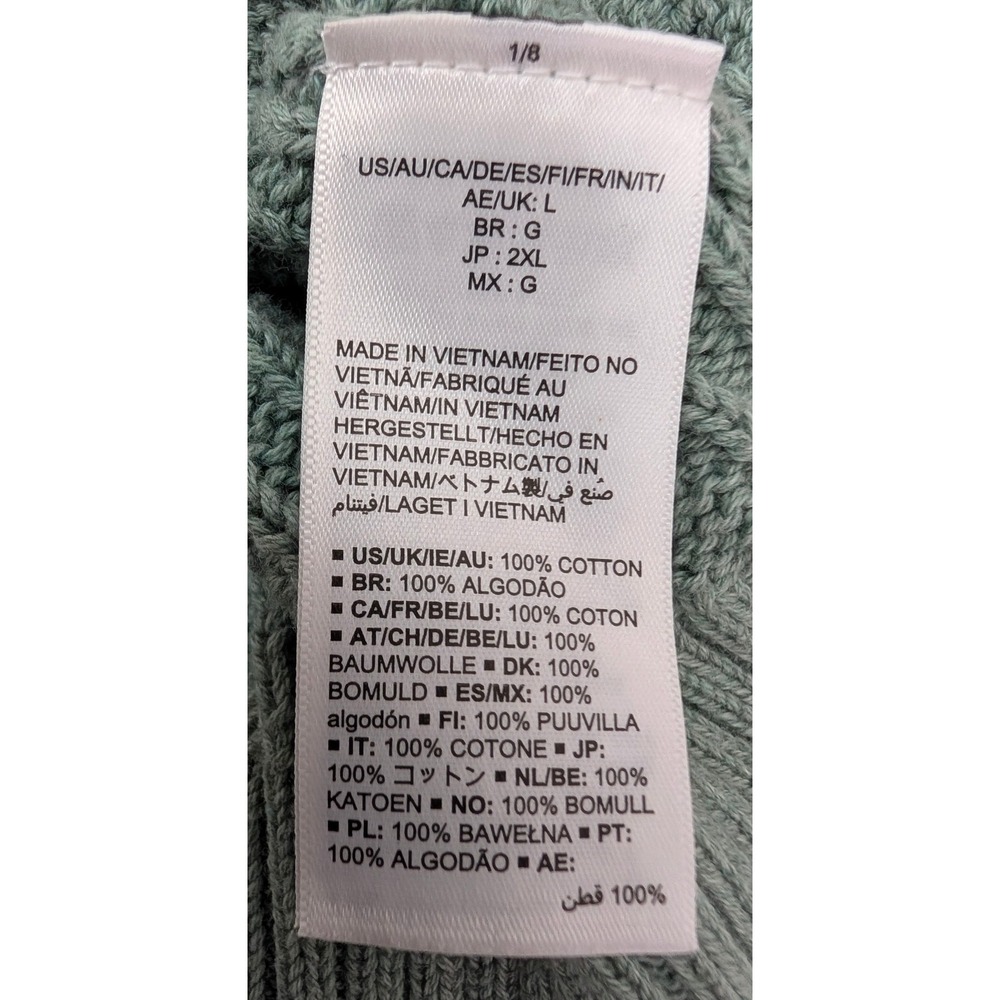 1/8
US/AU/CA/DE/ES/FI/FR/IN/IT/
AE/UK: L
BR : G
JP : 2XL
MX : G
MADE IN VIETNAM/FEITO NO
VIETNÃ/FABRIQUÉ AU
VIÊTNAM/IN VIETNAM
HERGESTELLT/HECHO EN
VIETNAM/FABBRICATO IN
VIETNAM/ベトナム製/صُنع في
فيتنام/LAGET I VIETNAM
▪ US/UK/IE/AU: 100% COTTON
▪ BR: 100% ALGODÃO
▪ CA/FR/BE/LU: 100% COTON
▪ AT/CH/DE/BE/LU: 100%
BAUMWOLLE ▪ DK: 100%
BOMULD ▪ ES/MX: 100%
algodón ▪ FI: 100% PUUVILLA
▪ IT: 100% COTONE ▪ JP:
100% コットン ▪ NL/BE: 100%
KATOEN ▪ NO: 100% BOMULL
▪ PL: 100% BAWEŁNA ▪ PT:
100% ALGODÃO ▪ AE:
100% قطن